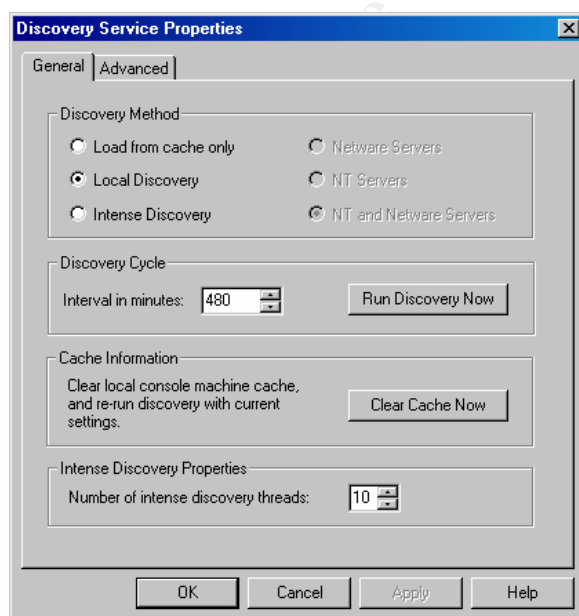 Discovery Service Properties
General Advanced
Discovery Method
Load from cache only Netware Servers
Local Discovery NT Servers
Intense Discovery NT and Netware Servers
Discovery Cycle
Interval in minutes: 480 Run Discovery Now
Cache Information
Clear local console machine cache,
and re-run discovery with current
settings.
Clear Cache Now
Intense Discovery Properties
Number of intense discovery threads: 10
OK Cancel Apply Help